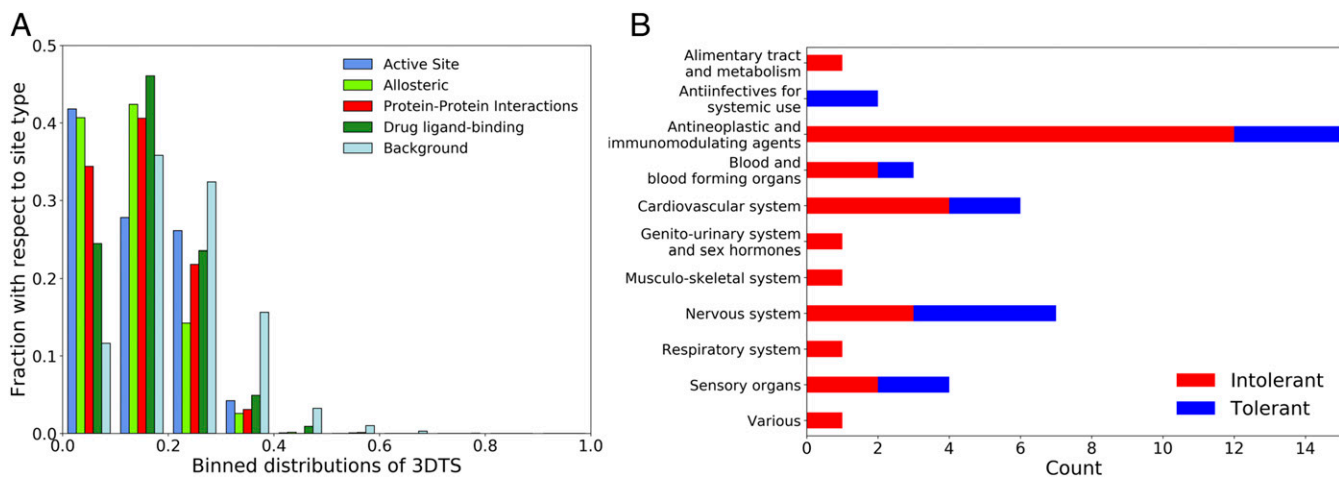 A
0.5
0.4
0.3
0.2
0.1
0.0
Fraction with respect to site type
Active Site
Allosteric
Protein-Protein Interactions
Drug ligand-binding
Background
0.0 0.2 0.4 0.6 0.8 1.0
Binned distributions of 3DTS
B
Alimentary tract
and metabolism
Antiinfectives for
systemic use
Antineoplastic and
immunomodulating agents
Blood and
blood forming organs
Cardiovascular system
Genito-urinary system
and sex hormones
Musculo-skeletal system
Nervous system
Respiratory system
Sensory organs
Various
Intolerant
Tolerant
0 2 4 6 8 10 12 14
Count